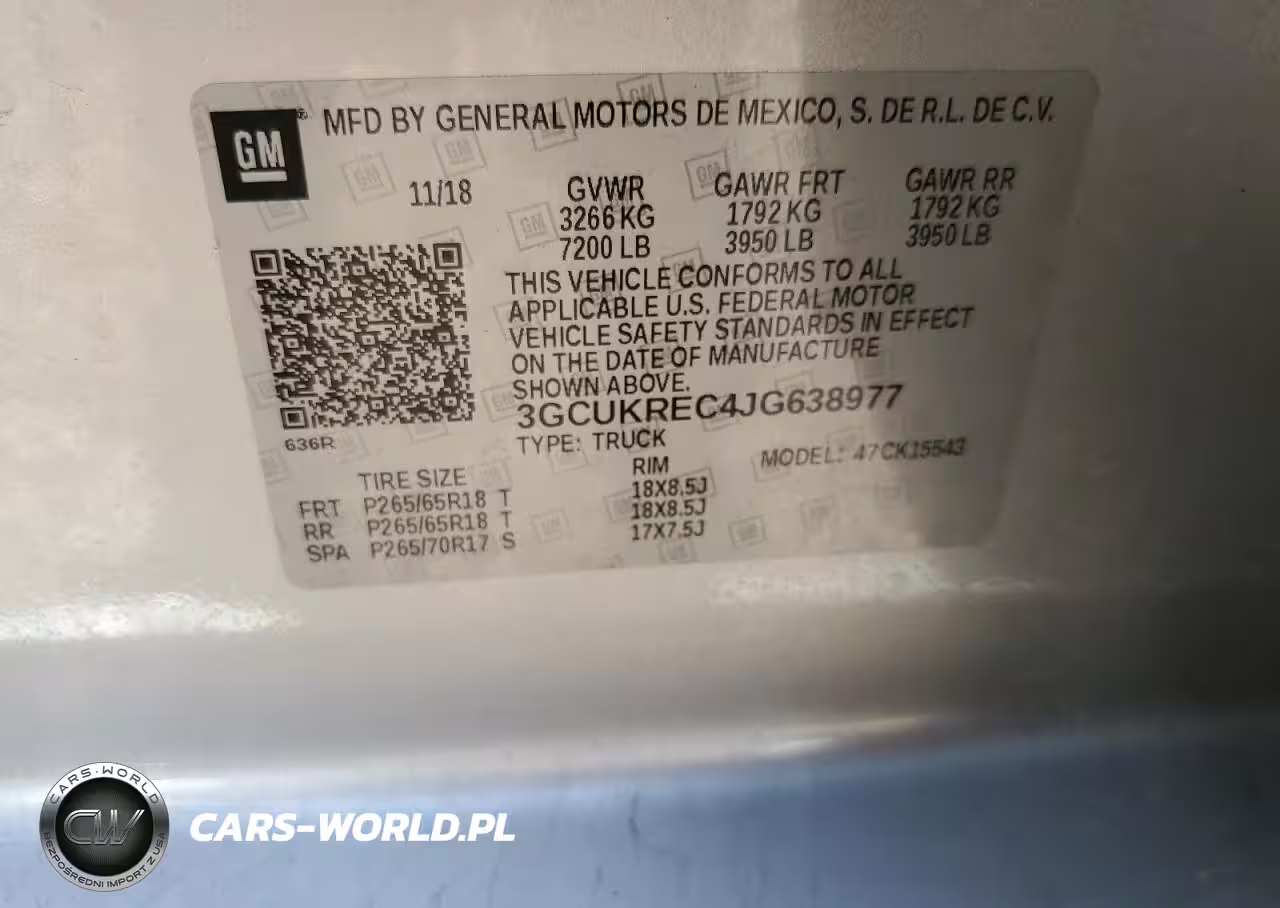 GM ® MFD BY GENERAL MOTORS DE MEXICO, S. DE R.L. DE C.V.
11/18 GVWR GAWR FRT GAWR RR
3266 KG 1792 KG 1792 KG
7200 LB 3950 LB 3950 LB
THIS VEHICLE CONFORMS TO ALL
APPLICABLE U.S. FEDERAL MOTOR
VEHICLE SAFETY STANDARDS IN EFFECT
ON THE DATE OF MANUFACTURE
SHOWN ABOVE.
3GCUKREC4JG638977
636R
TYPE: TRUCK MODEL: 47CK15543
TIRE SIZE RIM
FRT P265/65R18 T 18X8.5J
RR P265/65R18 T 18X8.5J
SPA P265/70R17 S 17X7.5J
CARS-WORLD
CW
BEZPOŚREDNI IMPORT Z USA
CARS-WORLD.PL